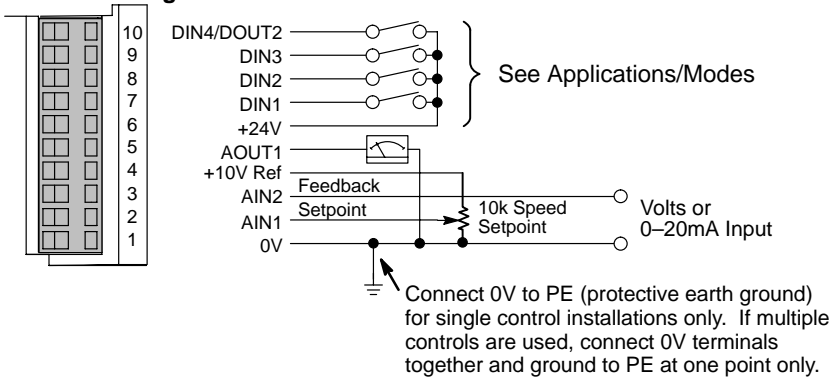 10 DIN4/DOUT2
9 DIN3
8 DIN2
7 DIN1
6 +24V
5 AOUT1
4 +10V Ref
3 AIN2 Feedback
2 AIN1 Setpoint
1 0V
See Applications/Modes
10k Speed
Setpoint
Volts or
0–20mA Input
Connect 0V to PE (protective earth ground)
for single control installations only. If multiple
controls are used, connect 0V terminals
together and ground to PE at one point only.